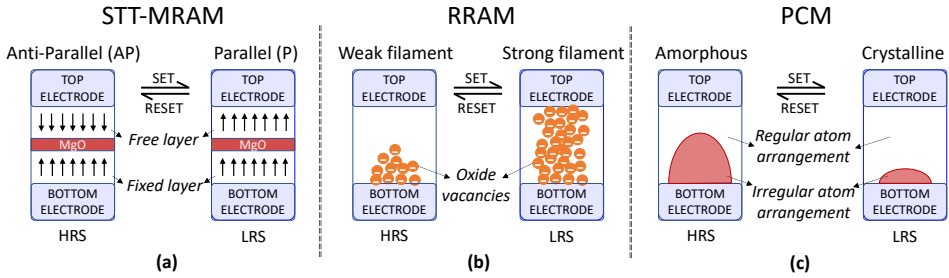 STT-MRAM
Anti-Parallel (AP)
Parallel (P)
SET
RESET
TOP
ELECTRODE
TOP
ELECTRODE
Free layer
MgO
MgO
Fixed layer
BOTTOM
ELECTRODE
BOTTOM
ELECTRODE
HRS
LRS
(a)
RRAM
Weak filament
Strong filament
SET
RESET
TOP
ELECTRODE
TOP
ELECTRODE
Oxide
vacancies
BOTTOM
ELECTRODE
BOTTOM
ELECTRODE
HRS
LRS
(b)
PCM
Amorphous
Crystalline
SET
RESET
TOP
ELECTRODE
TOP
ELECTRODE
Regular atom
arrangement
Irregular atom
arrangement
BOTTOM
ELECTRODE
BOTTOM
ELECTRODE
HRS
LRS
(c)